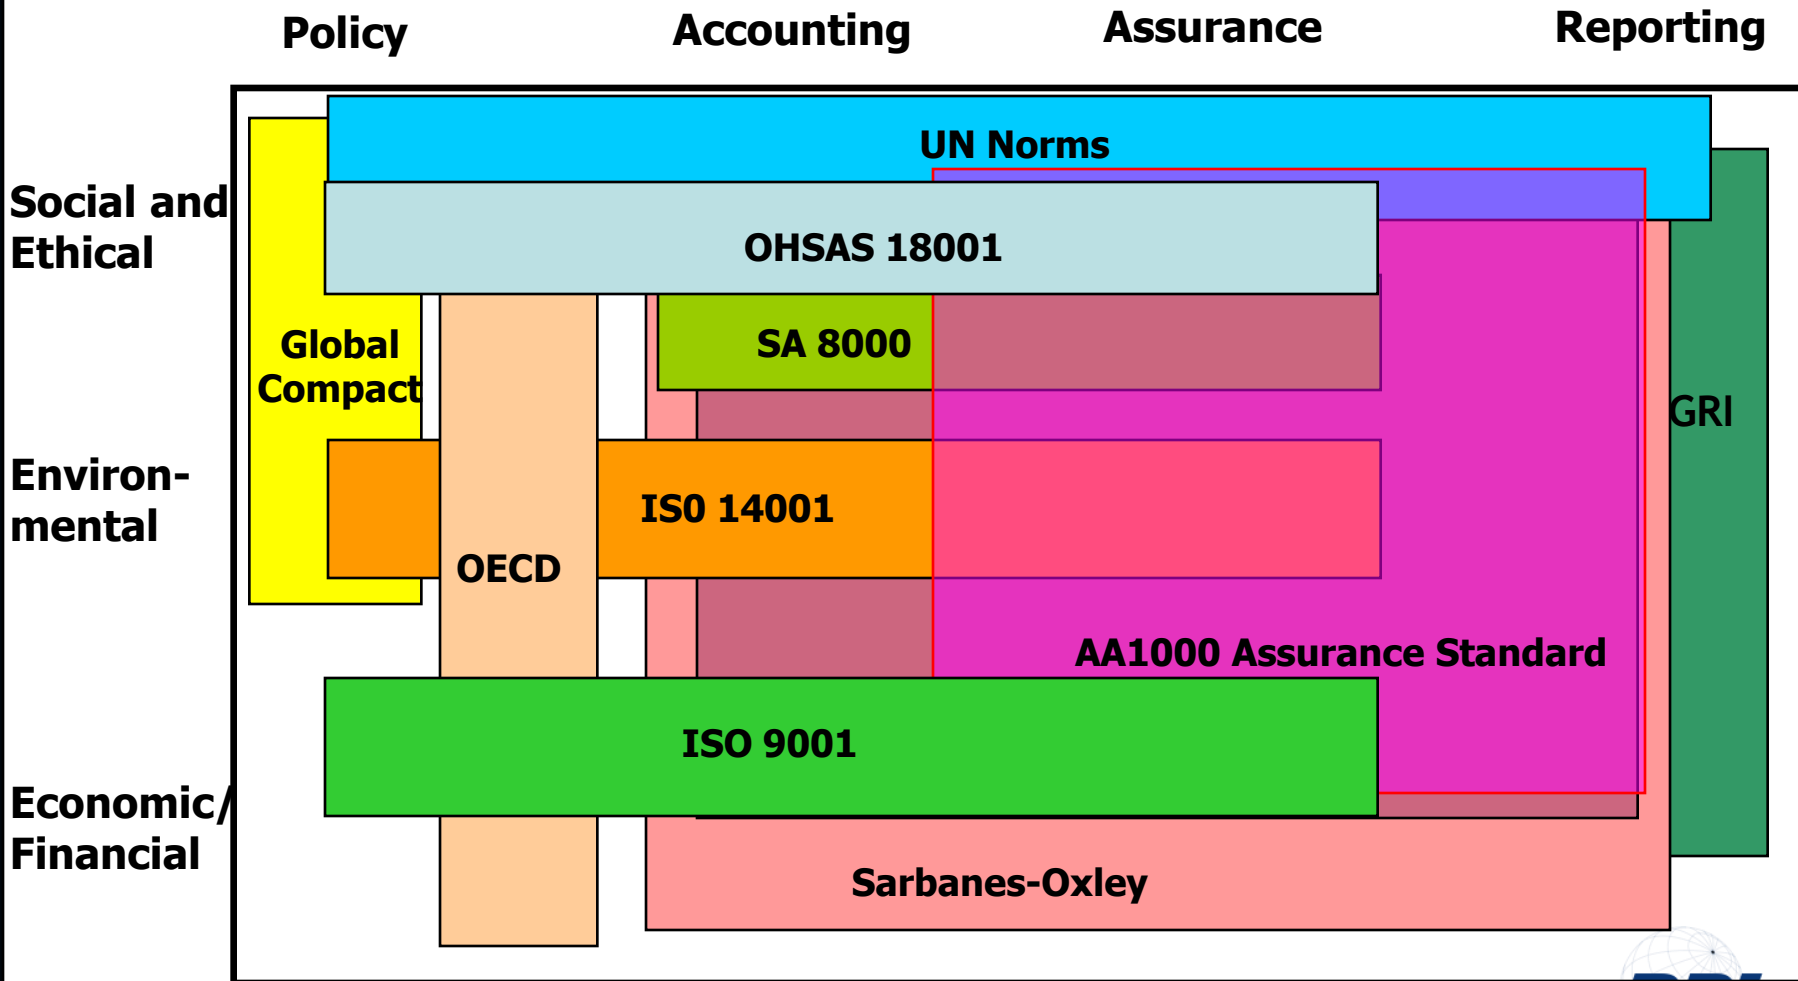 Policy
Accounting
Assurance
Reporting
UN Norms
Social and
Ethical
OHSAS 18001
Global
Compact
SA 8000
GRI
Environ-
mental
IS0 14001
OECD
AA1000 Assurance Standard
ISO 9001
Economic/
Financial
Sarbanes-Oxley